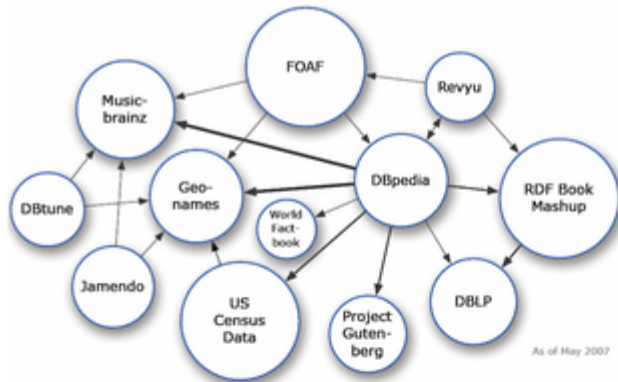 FOAF
Music-
brainz
Revyu
DBpedia
Geo-
names
RDF Book
Mashup
DBtune
World
Fact-
book
Jamendo
US
Census
Data
Project
Guten-
berg
DBLP
As of May 2007